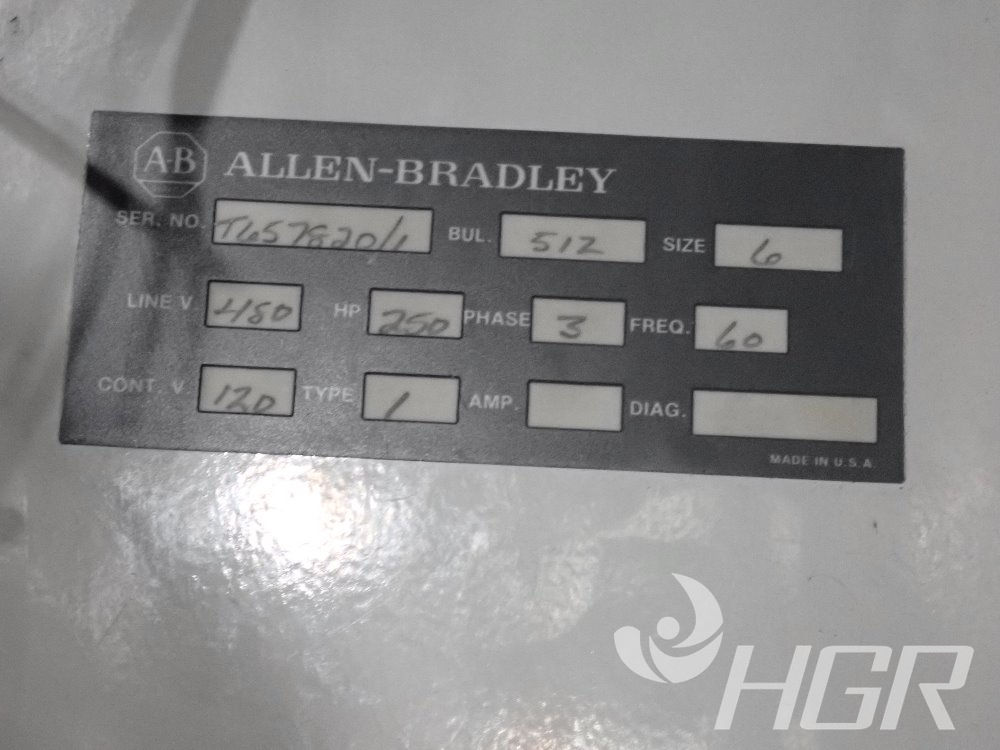 A-B ALLEN-BRADLEY
SER. NO. T657820/1 BUL. 512 SIZE 6
LINE V 480 HP 250 PHASE 3 FREQ. 60
CONT. V 120 TYPE 1 AMP. DIAG.
MADE IN U.S.A.
HGR